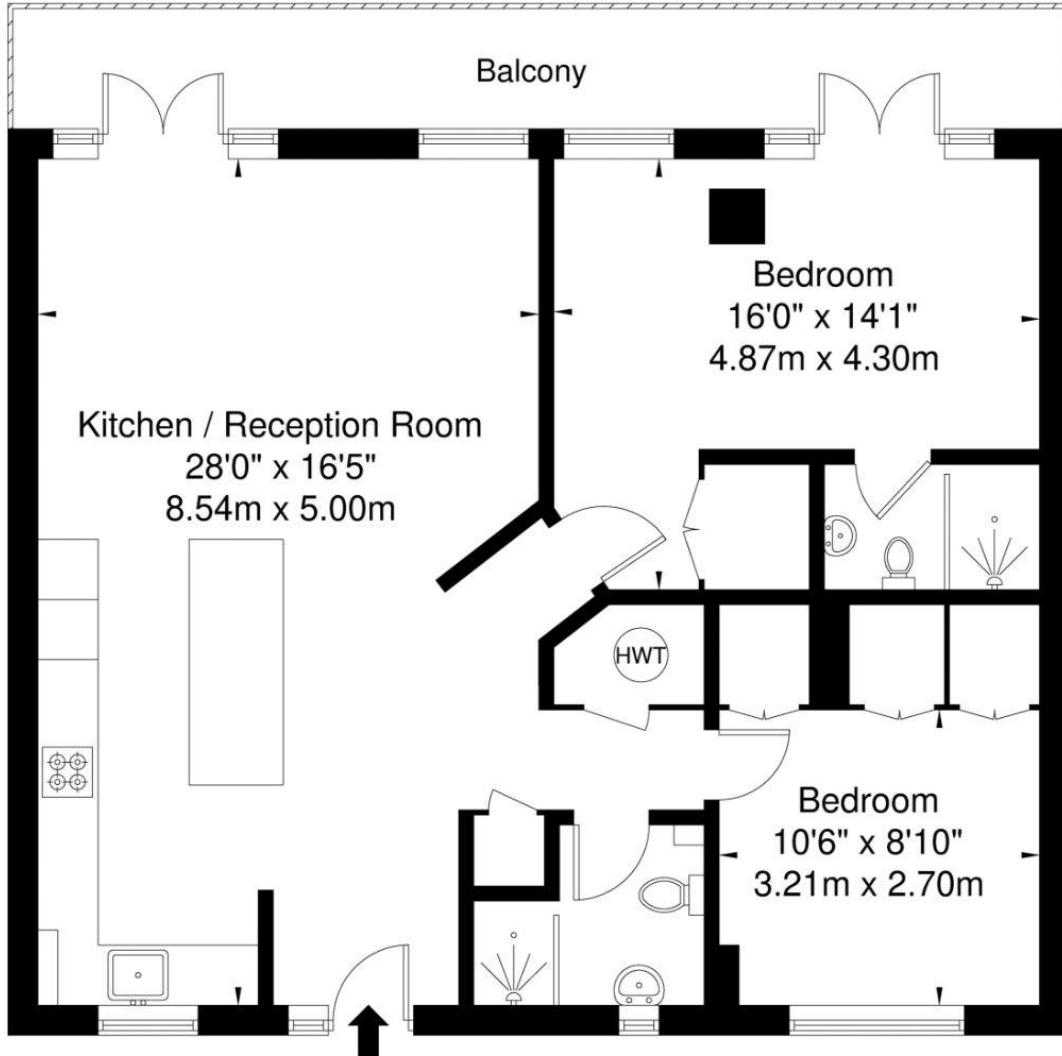 Balcony
Bedroom
16'0" x 14'1"
4.87m x 4.30m
Kitchen / Reception Room
28'0" x 16'5"
8.54m x 5.00m
HWT
Bedroom
10'6" x 8'10"
3.21m x 2.70m